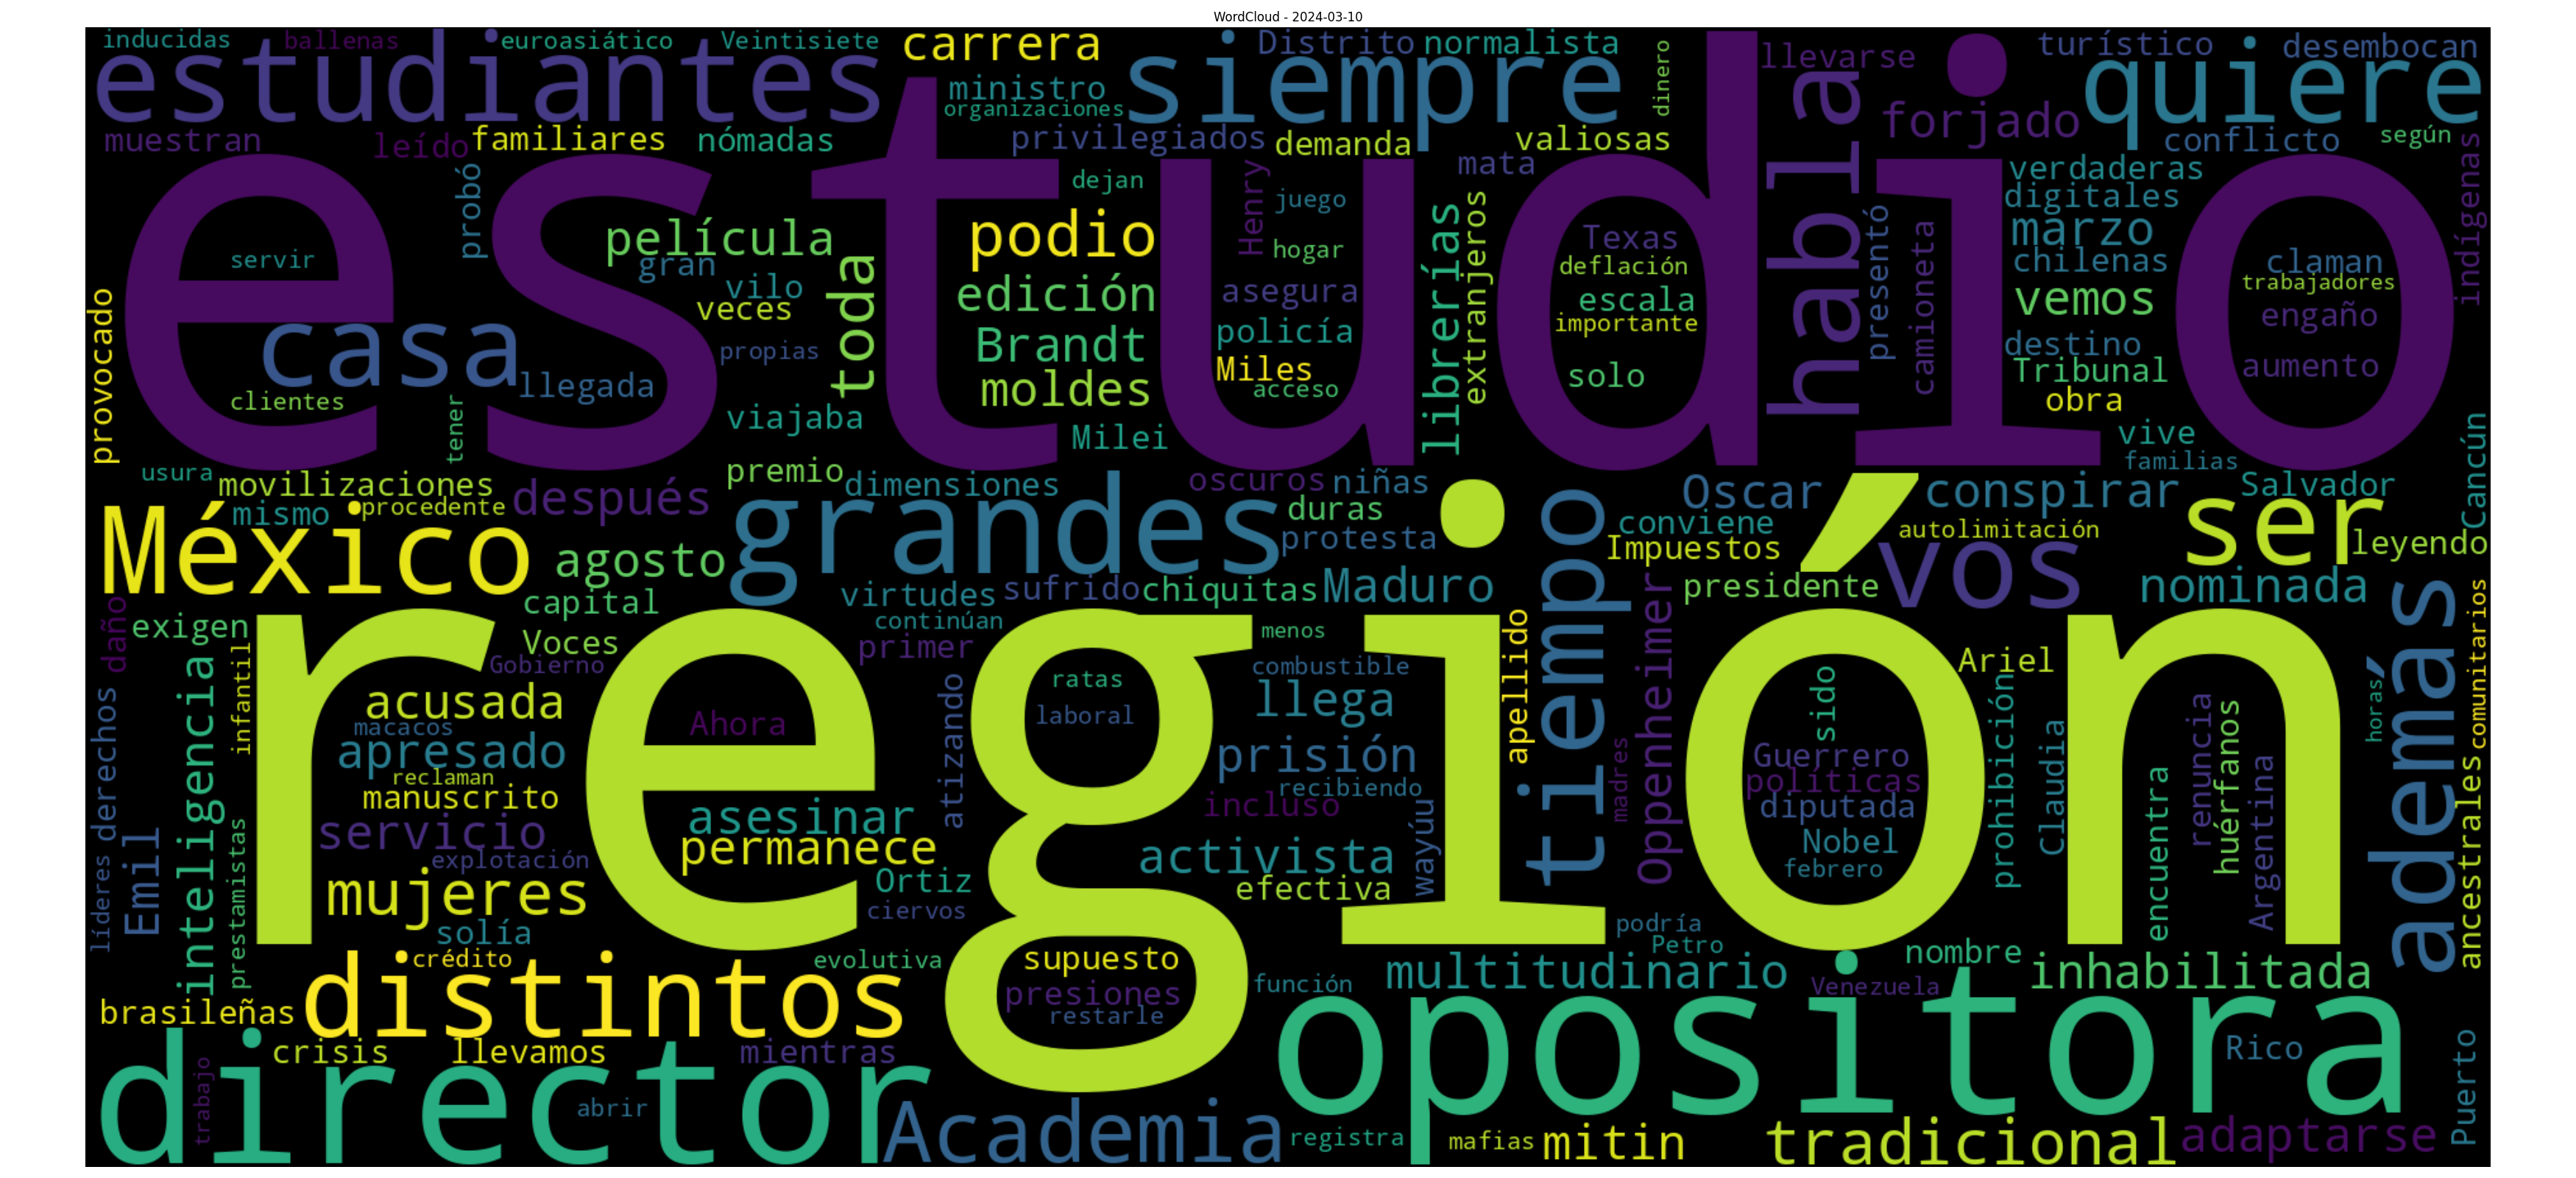 WordCloud - 2024-03-10
inducidas
ballenas
euroasiático
Veintisiete
carrera
Distrito
normalista
llevarse
turístico
desembocan
estudiantes
siempre
quiere
ministro
organizaciones
dinero
habla
forjado
muestran
leído
familiares
nómadas
privilegiados
demanda
valiosas
conflicto
según
estudio
probó
dejan
Henry
juego
mata
verdaderas
digitales
indígenas
servir
película
gran
vilo
veces
toda
podio
hogar
librerías
extranjeros
Texas
deflación
presentó
camioneta
marzo
chilenas
claman
trabajadores
provocado
casa
edición
asegura
escala
importante
vemos
engaño
propias
Brandt
policía
destino
aumento
llegada
moldes
Miles
acceso
solo
Tribunal
obra
clientes
tener
viajaba
Milei
vive
familias
Cancún
usura
movilizaciones
procedente
después
premio
dimensiones
oscuros
niñas
Oscar
conspirar
Salvador
mismo
México
grandes
duras
protesta
tiempo
conviene
autolimitación
ser
leyendo
agosto
Impuestos
vos
capital
virtudes
sufrido
chiquitas
Maduro
presidente
nominada
además
daño
exigen
Voces
continúan
menos
región
Gobierno
primer
combustible
apellido
Oppenheimer
Ariel
comunitarios
infantil
inteligencia
acusada
Ahora
atizando
ratas
laboral
llega
sido
prohibición
horas
líderes
derechos
macacos
apresado
reclaman
manuscrito
prisión
recibiendo
madres
Guerrero
políticas
diputada
Claudia
renuncia
huérfanos
ancestrales
Emil
prestamistas
servicio
asesinar
permanece
incluso
wayúu
Nobel
febrero
encuentra
Argentina
explotación
mujeres
Ortiz
activista
efectiva
solía
ciervos
podría
Petro
crédito
evolutiva
supuesto
presiones
restarle
función
multitudinario
Venezuela
nombre
inhabilitada
brasileñas
distintos
opositora
crisis
llevamos
mientras
Rico
Puerto
trabajo
director
abrir
Academia
registra
mafias
mitin
tradicional
adaptarse